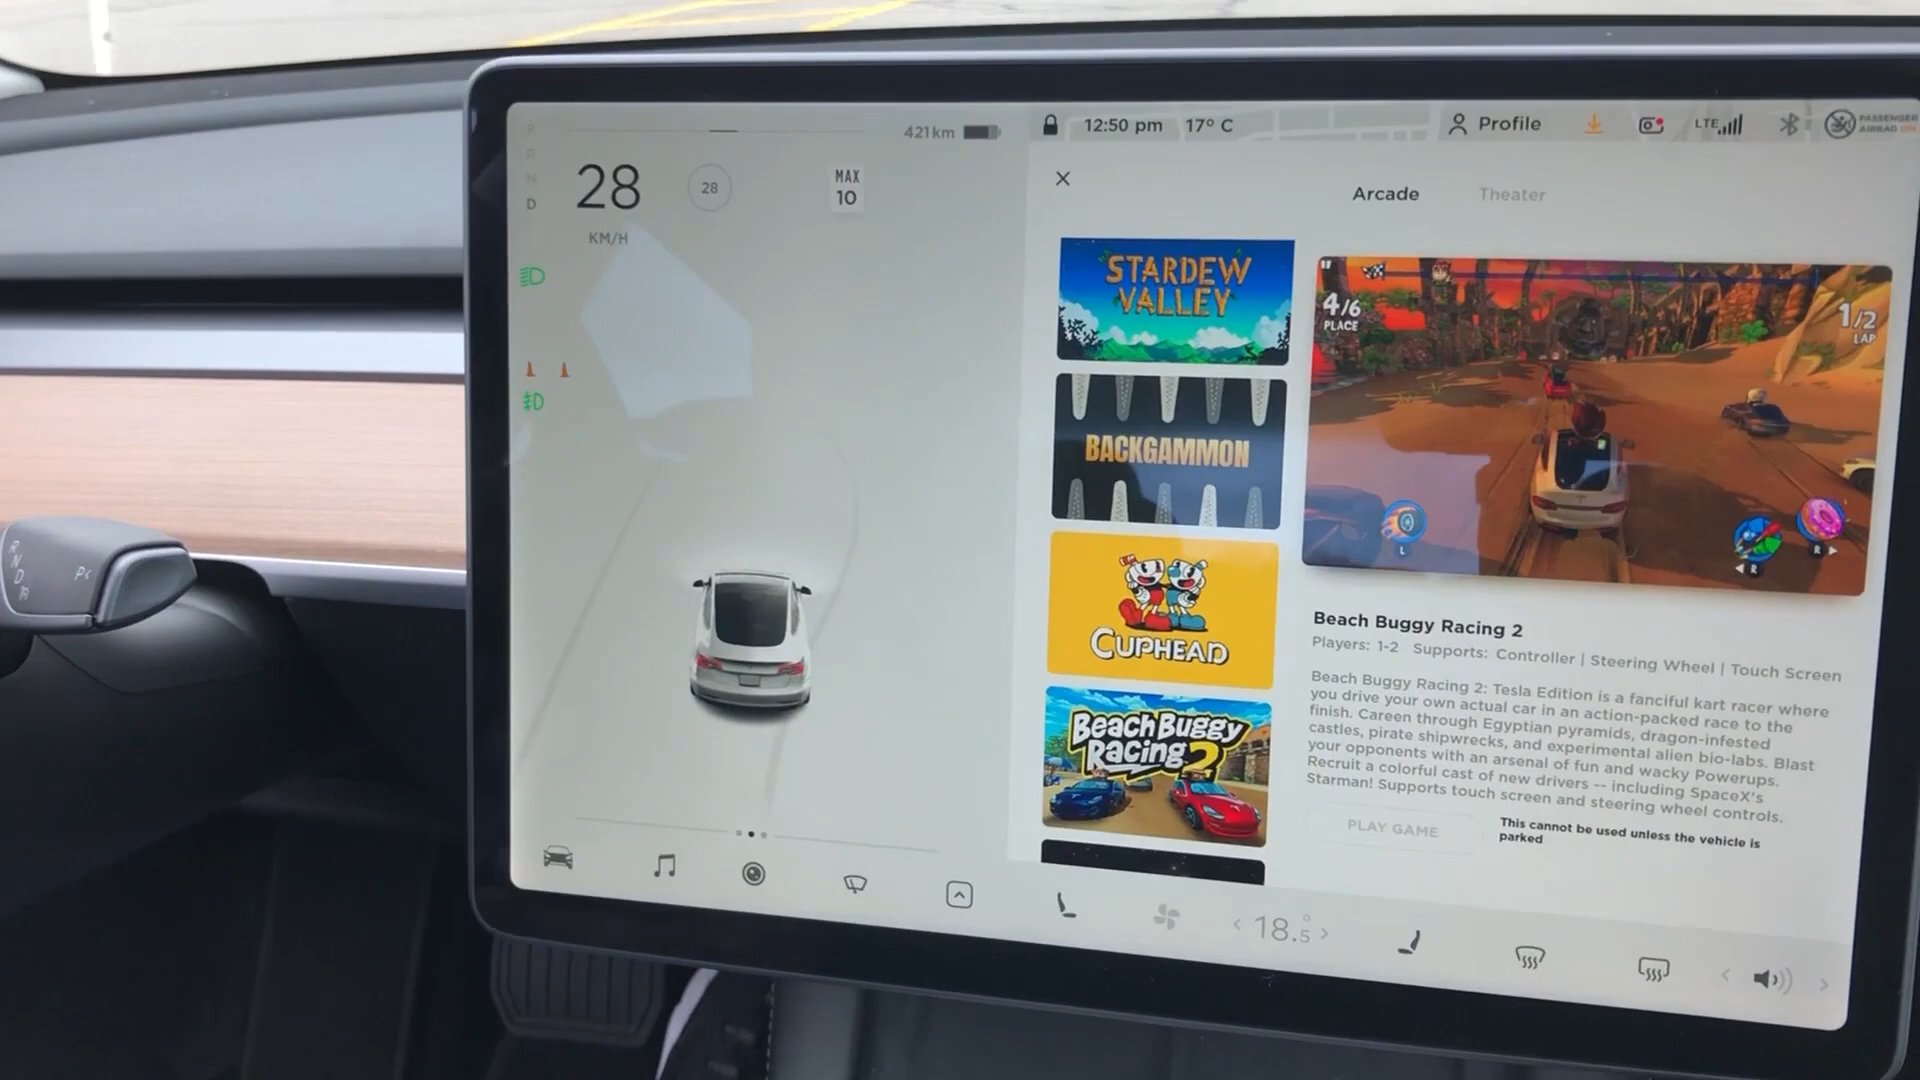 P
R
N
D
421 km
12:50 pm
17° C
Profile
LTE
PASSENGER
AIRBAG ON
28
KM/H
28
MAX
10
Arcade
Theater
STARDEW
VALLEY
BACKGAMMON
CUPHEAD
Beach Buggy
Racing 2
4/6
PLACE
1/2
LAP
L
R
R
Beach Buggy Racing 2
Players: 1-2 Supports: Controller | Steering Wheel | Touch Screen
Beach Buggy Racing 2: Tesla Edition is a fanciful kart racer where
you drive your own actual car in an action-packed race to the
finish. Careen through Egyptian pyramids, dragon-infested
castles, pirate shipwrecks, and experimental alien bio-labs. Blast
your opponents with an arsenal of fun and wacky Powerups.
Recruit a colorful cast of new drivers -- including SpaceX's
Starman! Supports touch screen and steering wheel controls.
PLAY GAME
This cannot be used unless the vehicle is
parked
18.5°
R
N
D
P